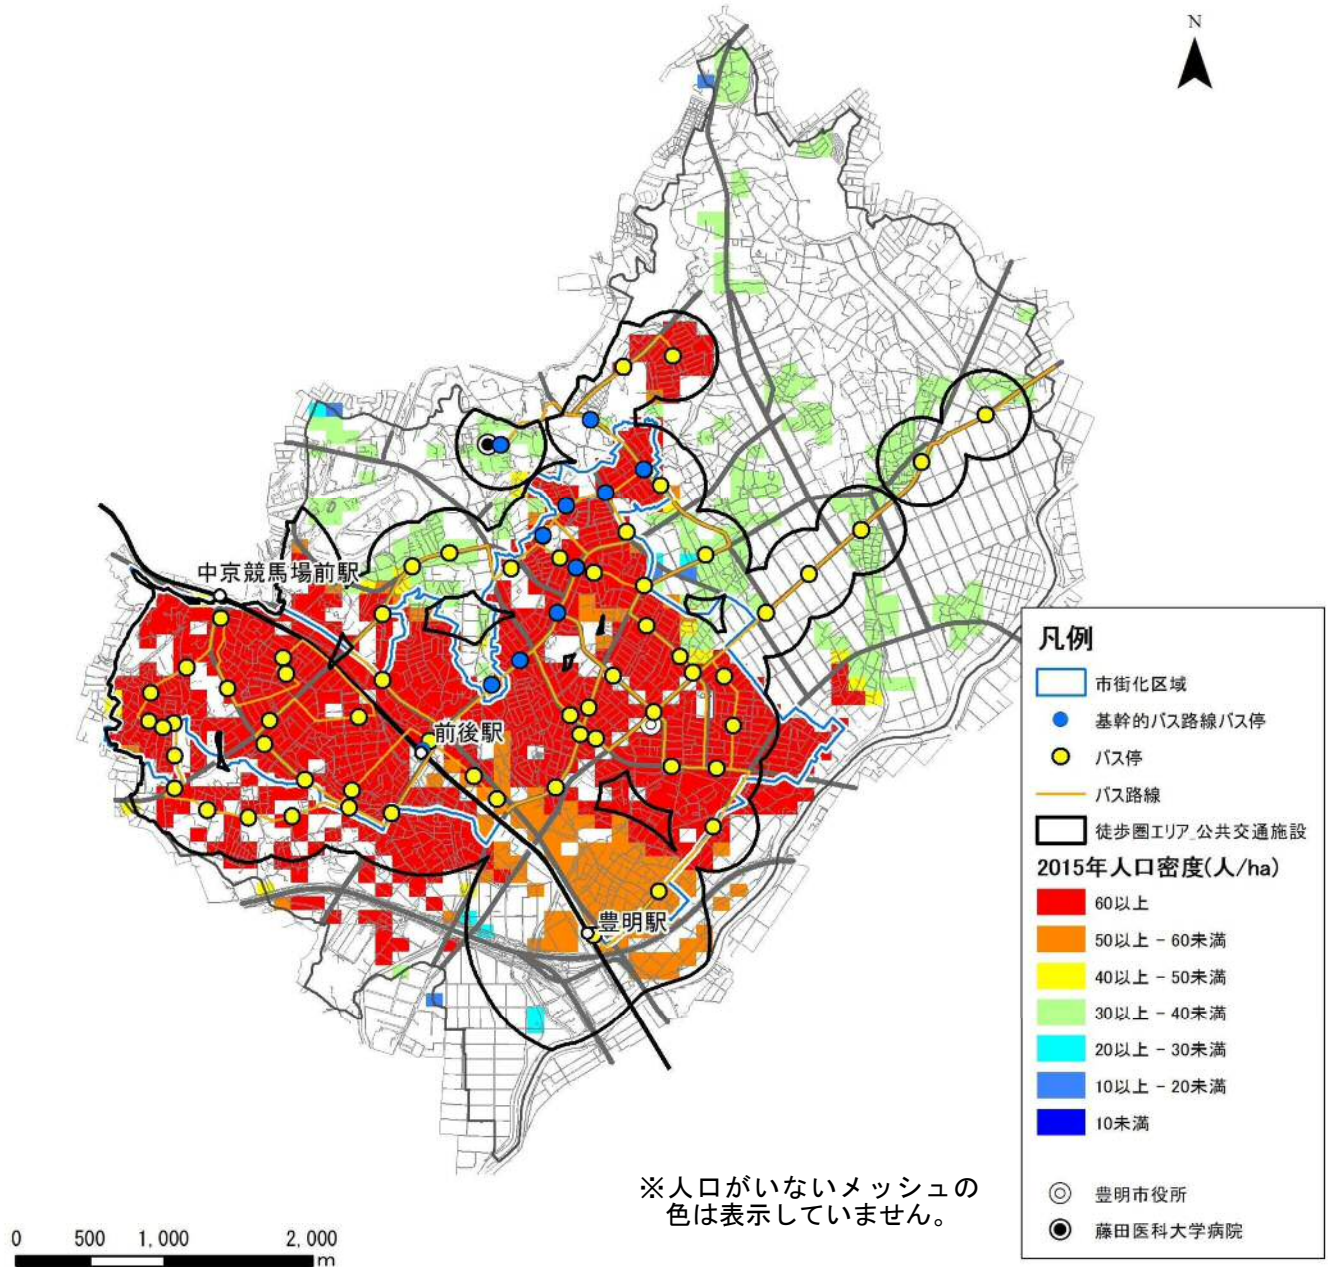 N
中京競馬場前駅
前後駅
豊明駅
凡例
市街化区域
基幹的バス路線バス停
バス停
バス路線
徒歩圏エリア_公共交通施設
2015年人口密度(人/ha)
60以上
50以上 - 60未満
40以上 - 50未満
30以上 - 40未満
20以上 - 30未満
10以上 - 20未満
10未満
豊明市役所
藤田医科大学病院
※人口がいないメッシュの
色は表示していません。
0 500 1,000 2,000
m